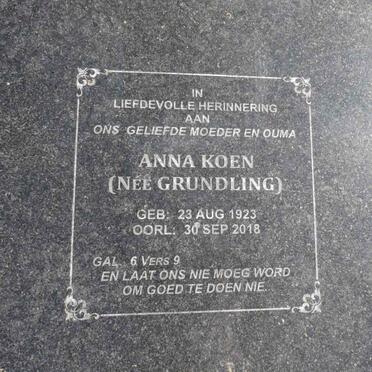 IN
LIEFDEVOLLE HERINNERING
AAN
ONS GELIEFDE MOEDER EN OUMA
ANNA KOEN
(NÉÉ GRUNDLING)
GEB: 23 AUG 1923
OORL: 30 SEP 2018
GAL 6 VERS 9
EN LAAT ONS NIE MOEG WORD
OM GOED TE DOEN NIE.